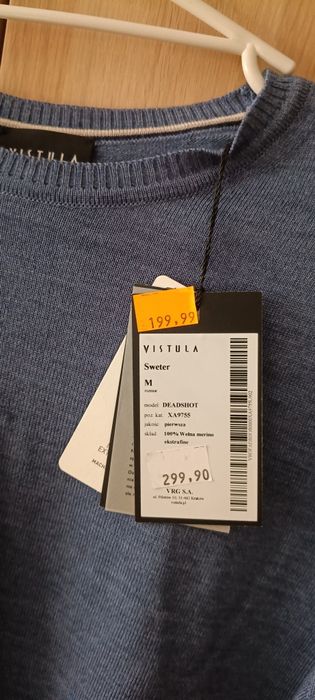 VISTULA
199,99
VISTULA
Sweter
M
rozmiar
model: DEADSHOT
poz kat. XA9755
jakość: pierwsza
skład: 100% Wełna merino
ekstrafine
299,90
VRG S.A.